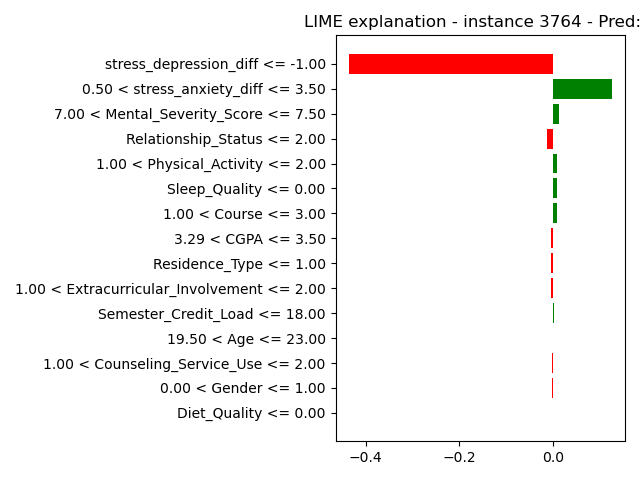 LIME explanation - instance 3764 - Pred:
stress_depression_diff <= -1.00
0.50 < stress_anxiety_diff <= 3.50
7.00 < Mental_Severity_Score <= 7.50
Relationship_Status <= 2.00
1.00 < Physical_Activity <= 2.00
Sleep_Quality <= 0.00
1.00 < Course <= 3.00
3.29 < CGPA <= 3.50
Residence_Type <= 1.00
1.00 < Extracurricular_Involvement <= 2.00
Semester_Credit_Load <= 18.00
19.50 < Age <= 23.00
1.00 < Counseling_Service_Use <= 2.00
0.00 < Gender <= 1.00
Diet_Quality <= 0.00
−0.4 −0.2 0.0